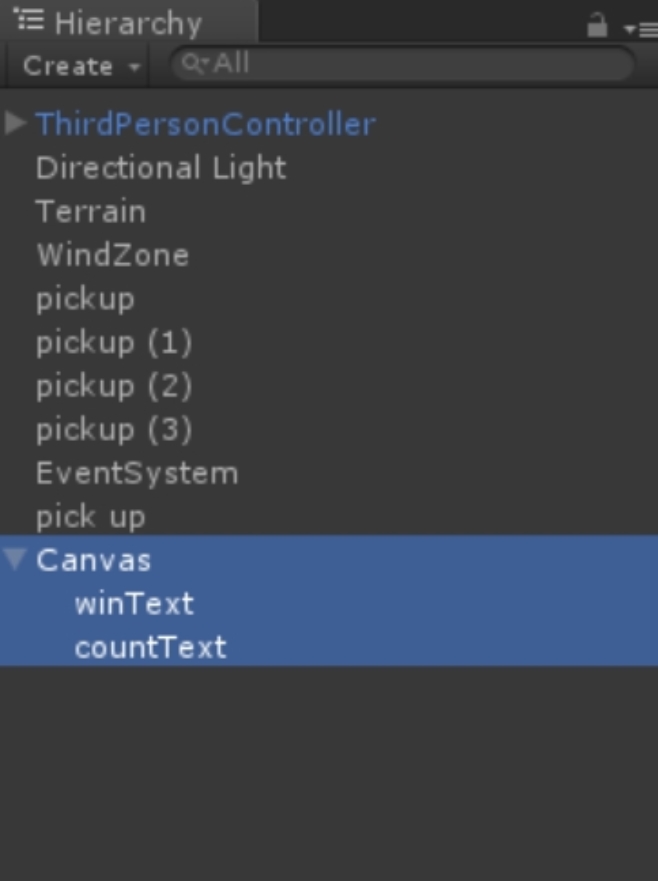 Hierarchy
Create All
ThirdPersonController
Directional Light
Terrain
WindZone
pickup
pickup (1)
pickup (2)
pickup (3)
EventSystem
pick up
Canvas
winText
countText